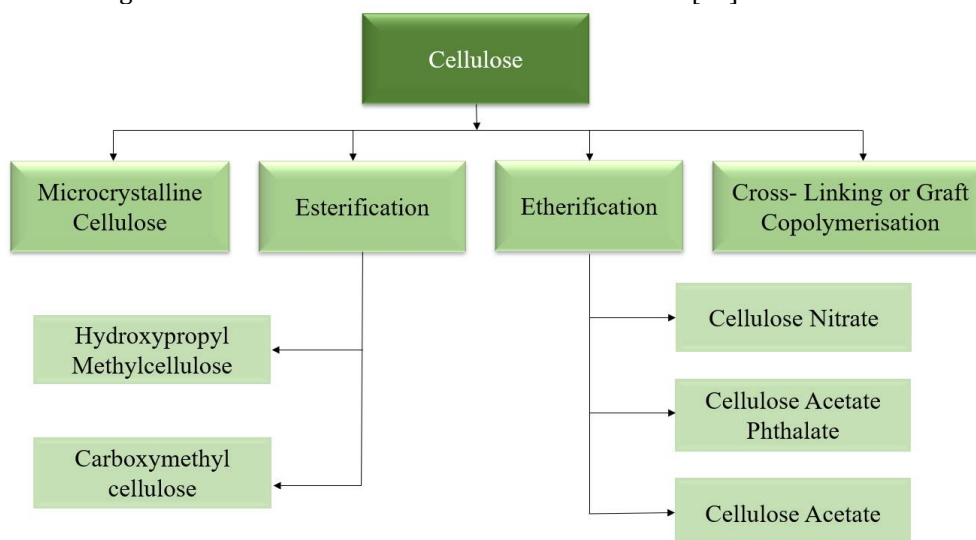 Cellulose
Microcrystalline
Cellulose
Esterification
Etherification
Cross- Linking or Graft
Copolymerisation
Hydroxypropyl
Methylcellulose
Carboxymethyl
cellulose
Cellulose Nitrate
Cellulose Acetate
Phthalate
Cellulose Acetate